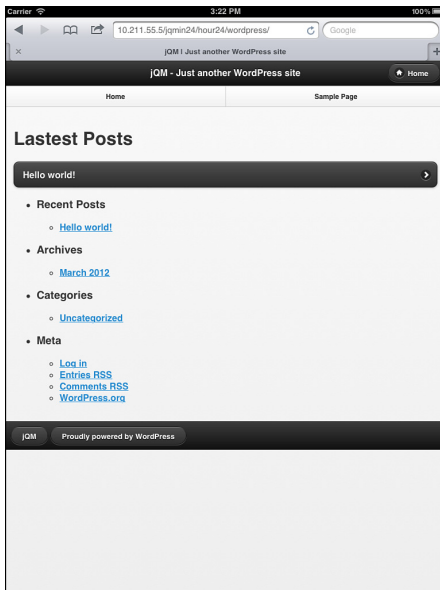 Carrier 3:22 PM 100%
10.211.55.5/jqmin24/hour24/wordpress/ Google
jQM | Just another WordPress site
jQM - Just another WordPress site Home
Home Sample Page
Lastest Posts
Hello world!
Recent Posts
Hello world!
Archives
March 2012
Categories
Uncategorized
Meta
Log in
Entries RSS
Comments RSS
WordPress.org
jQM Proudly powered by WordPress